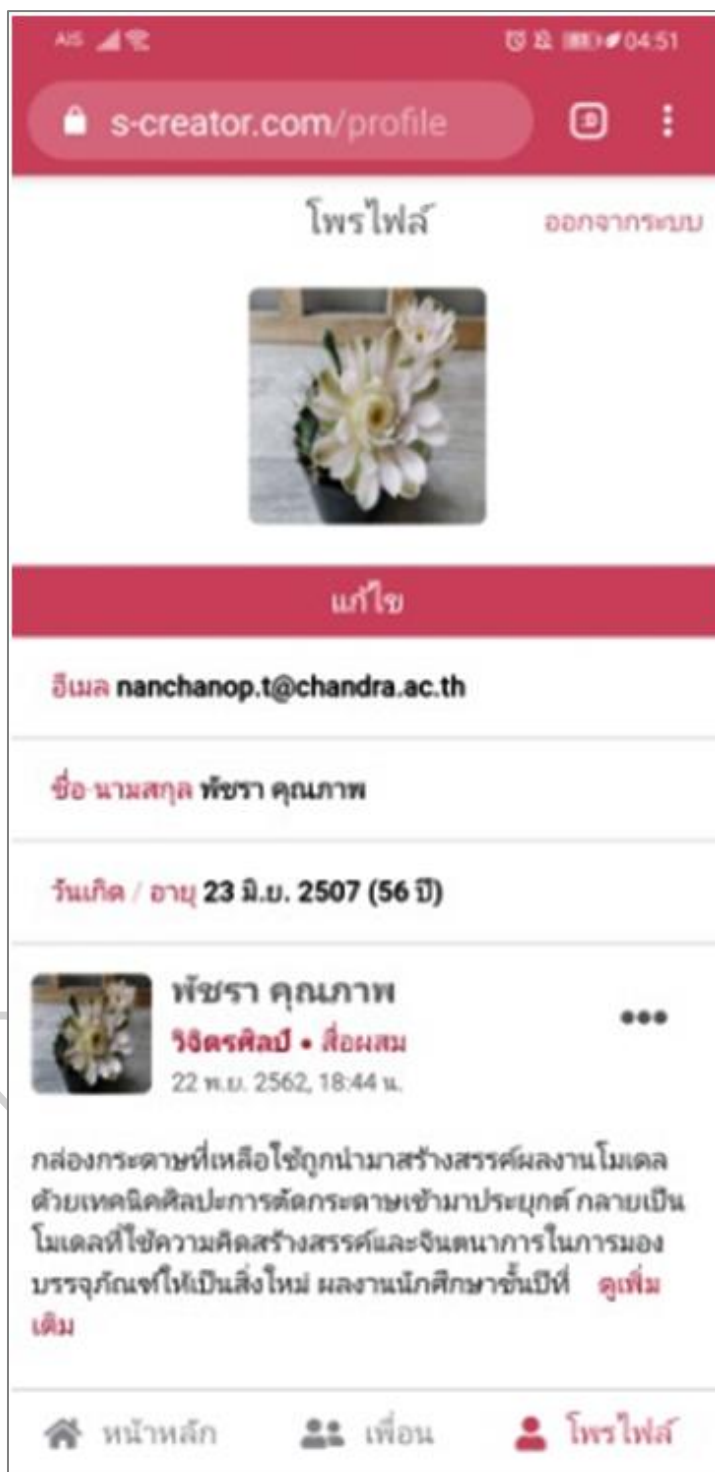 AIS 04:51
s-creator.com/profile :D
โพรไฟล์ ออกจากระบบ
แก้ไข
อีเมล nanchanop.t@chandra.ac.th
ชื่อ-นามสกุล พัชรา คุณภาพ
วันเกิด / อายุ 23 มิ.ย. 2507 (56 ปี)
พัชรา คุณภาพ
วิจิตรศิลป์ • สื่อผสม
22 พ.ย. 2562, 18:44 น.
กล่องกระดาษที่เหลือใช้ถูกนำมาสร้างสรรค์ผลงานโมเดล
ด้วยเทคนิคศิลปะการตัดกระดาษเข้ามาประยุกต์ กลายเป็น
โมเดลที่ใช้ความคิดสร้างสรรค์และจินตนาการในการมอง
บรรจุภัณฑ์ให้เป็นสิ่งใหม่ ผลงานนักศึกษาชั้นปีที่ ดูเพิ่ม
เติม
หน้าหลัก เพื่อน โพรไฟล์